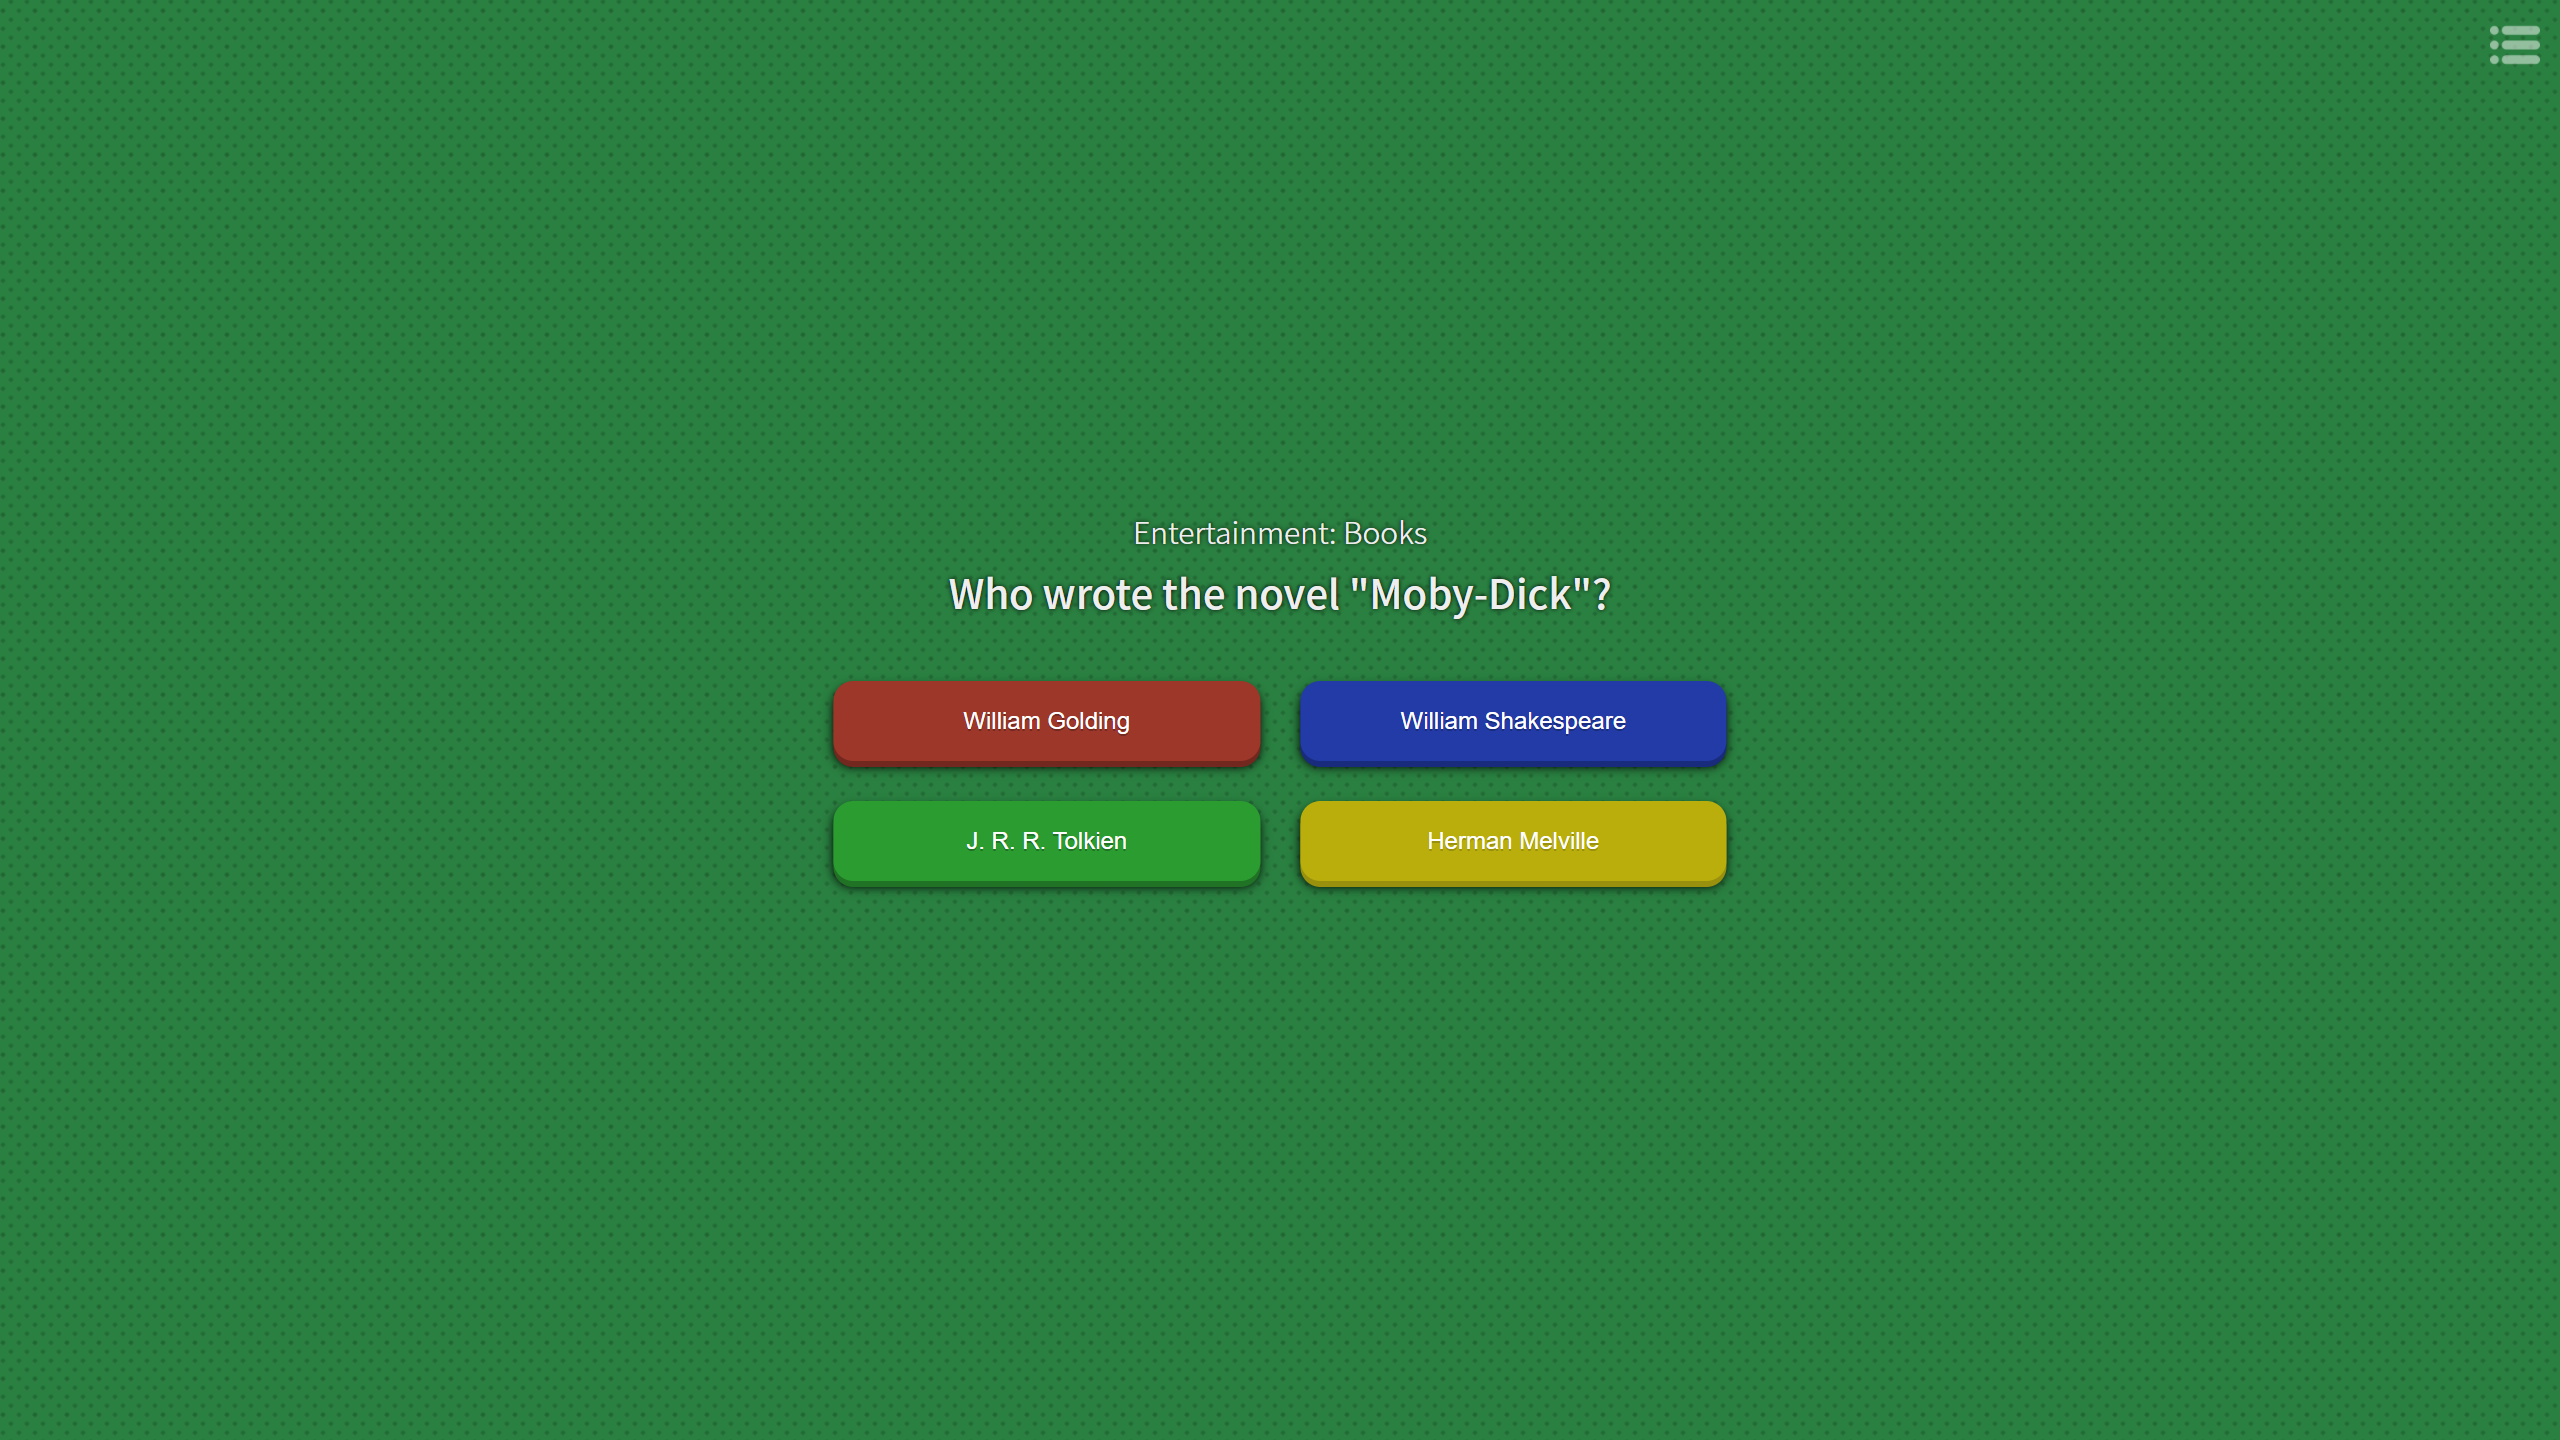 Entertainment: Books
Who wrote the novel "Moby-Dick"?
William Golding
William Shakespeare
J. R. R. Tolkien
Herman Melville